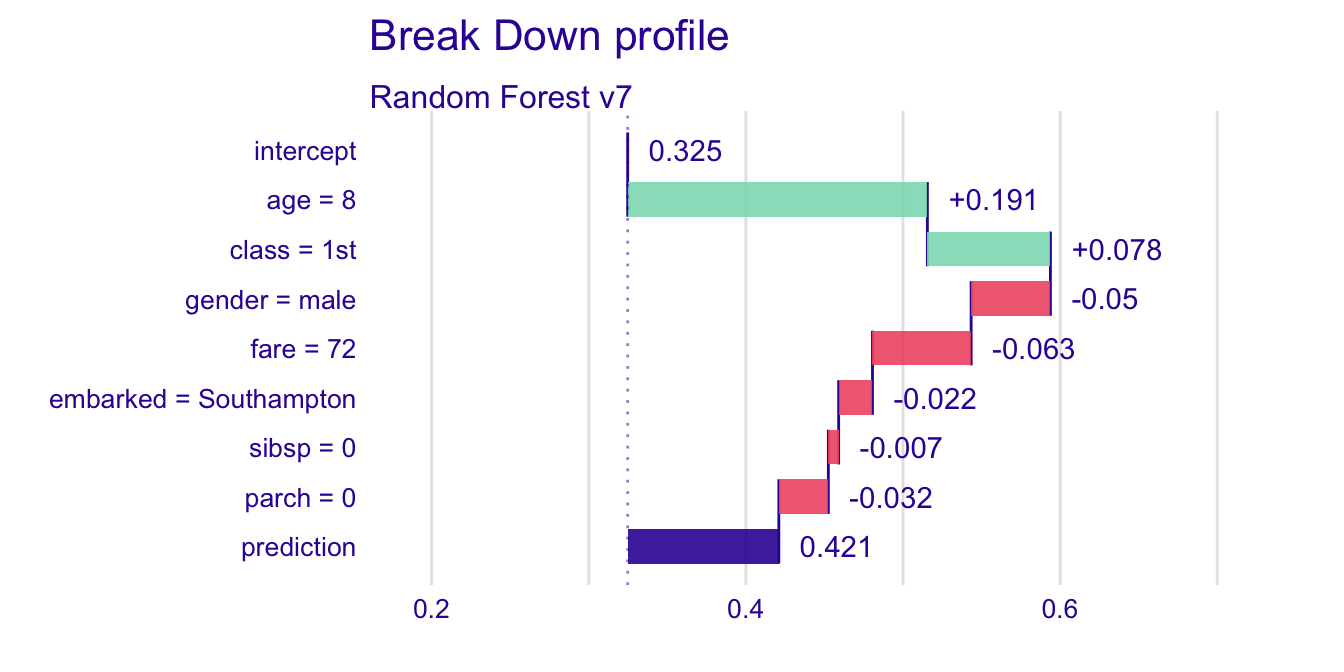 Break Down profile
Random Forest v7
intercept 0.325
age = 8 +0.191
class = 1st +0.078
gender = male -0.05
fare = 72 -0.063
embarked = Southampton -0.022
sibsp = 0 -0.007
parch = 0 -0.032
prediction 0.421
0.2 0.4 0.6